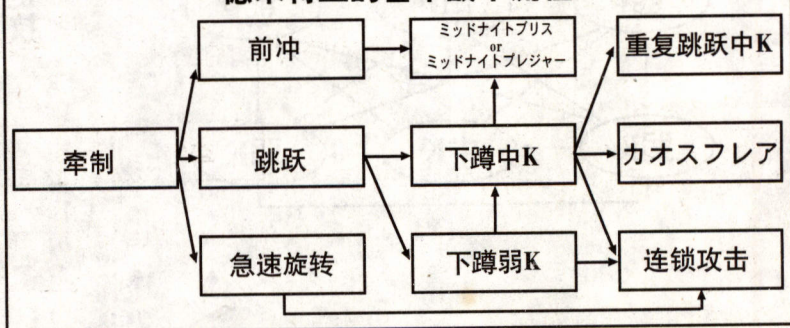 前冲
ミッドナイトブリス
or
ミッドナイトプレジャー
重复跳跃中K
牵制
跳跃
下蹲中K
カオスフレア
急速旋转
下蹲弱K
连锁攻击